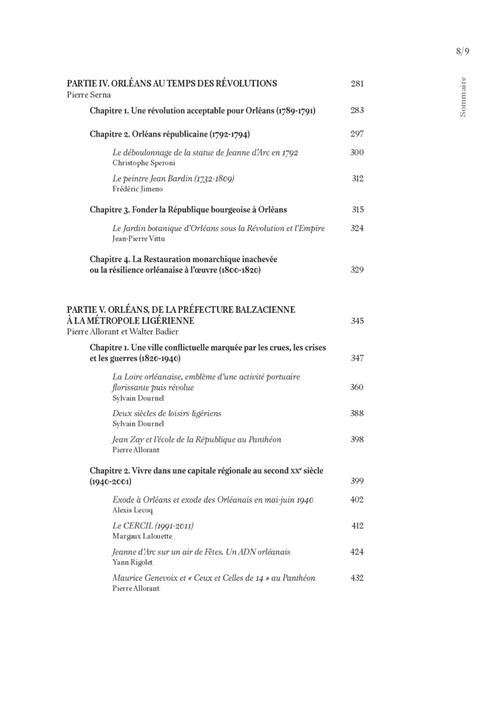 8/9
Sommaire
PARTIE IV. ORLÉANS AU TEMPS DES RÉVOLUTIONS 281
Pierre Serna
Chapitre 1. Une révolution acceptable pour Orléans (1789-1791) 283
Chapitre 2. Orléans républicaine (1792-1794) 297
Le déboulonnage de la statue de Jeanne d'Arc en 1792 300
Christophe Speroni
Le peintre Jean Bardin (1732-1809) 312
Frédéric Jimeno
Chapitre 3. Fonder la République bourgeoise à Orléans 315
Le Jardin botanique d'Orléans sous la Révolution et l'Empire 324
Jean-Pierre Vittu
Chapitre 4. La Restauration monarchique inachevée
ou la résilience orléanaise à l'œuvre (1800-1820) 329
PARTIE V. ORLÉANS, DE LA PRÉFECTURE BALZACIENNE
À LA MÉTROPOLE LIGÉRIENNE 345
Pierre Allorant et Walter Badier
Chapitre 1. Une ville conflictuelle marquée par les crues, les crises
et les guerres (1820-1940) 347
La Loire orléanaise, emblème d'une activité portuaire
florissante puis révolue 360
Sylvain Dournel
Deux siècles de loisirs ligériens 388
Sylvain Dournel
Jean Zay et l'école de la République au Panthéon 398
Pierre Allorant
Chapitre 2. Vivre dans une capitale régionale au second XXe siècle
(1940-2001) 399
Exode à Orléans et exode des Orléanais en mai-juin 1940 402
Alexis Lecoq
Le CERCIL (1991-2011) 412
Margaux Lalouette
Jeanne d'Arc sur un air de Fêtes. Un ADN orléanais 424
Yann Rigolet
Maurice Genevoix et « Ceux et Celles de 14 » au Panthéon 432
Pierre Allorant